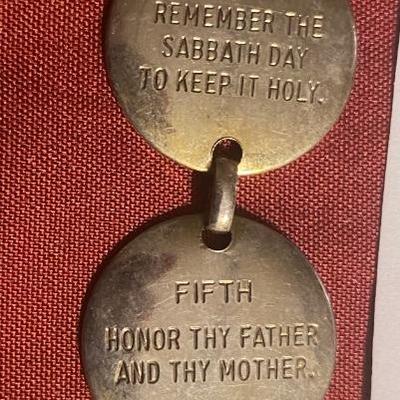 REMEMBER THE
SABBATH DAY
TO KEEP IT HOLY.
FIFTH
HONOR THY FATHER
AND THY MOTHER.